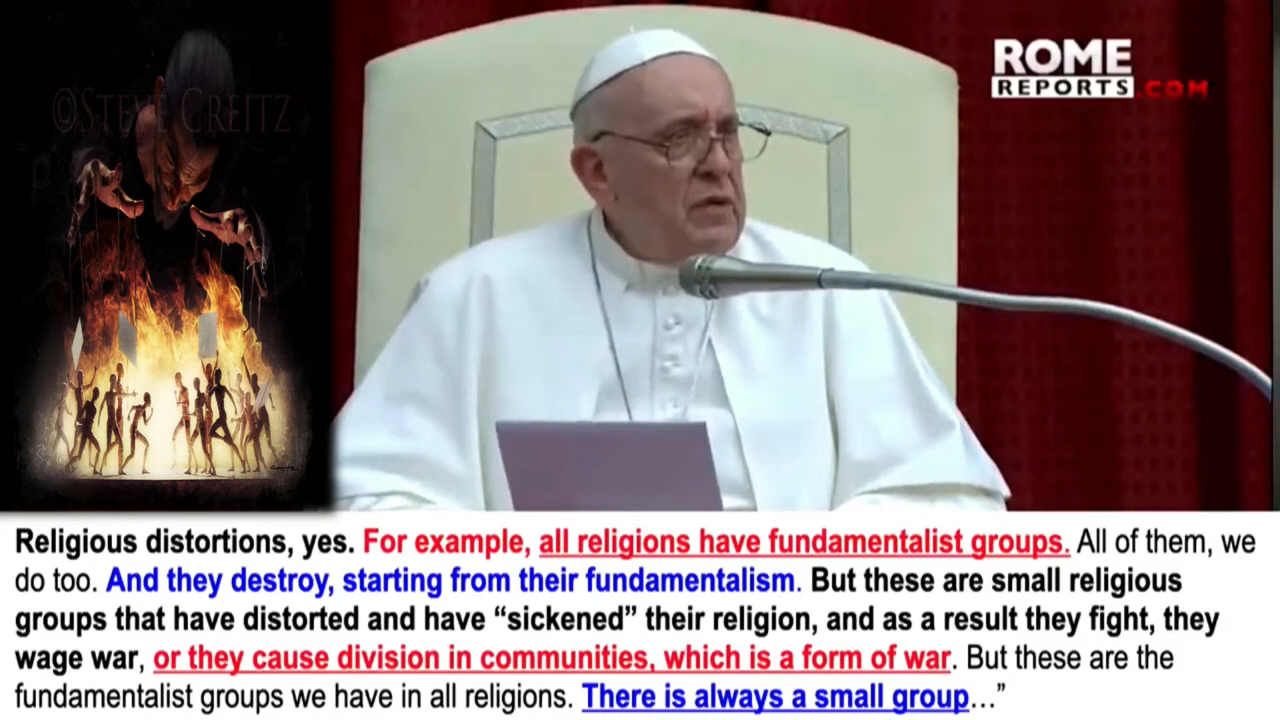 ©STEVE CREITZ
ROME
REPORTS.COM
Religious distortions, yes. For example, all religions have fundamentalist groups. All of them, we
do too. And they destroy, starting from their fundamentalism. But these are small religious
groups that have distorted and have “sickened” their religion, and as a result they fight, they
wage war, or they cause division in communities, which is a form of war. But these are the
fundamentalist groups we have in all religions. There is always a small group…”